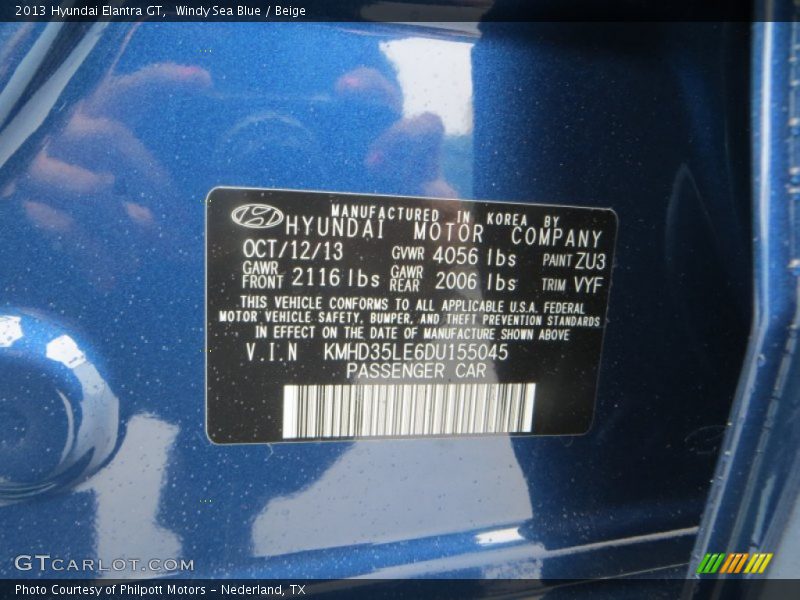 2013 Hyundai Elantra GT, Windy Sea Blue / Beige
MANUFACTURED IN KOREA BY
HYUNDAI MOTOR COMPANY
OCT/12/13 GVWR 4056 lbs PAINT ZU3
GAWR FRONT 2116 lbs GAWR REAR 2006 lbs TRIM VYF
THIS VEHICLE CONFORMS TO ALL APPLICABLE U.S.A. FEDERAL
MOTOR VEHICLE SAFETY, BUMPER, AND THEFT PREVENTION STANDARDS
IN EFFECT ON THE DATE OF MANUFACTURE SHOWN ABOVE
V.I.N KMHD35LE6DU155045
PASSENGER CAR
GTCarLot.com
Photo Courtesy of Philpott Motors - Nederland, TX